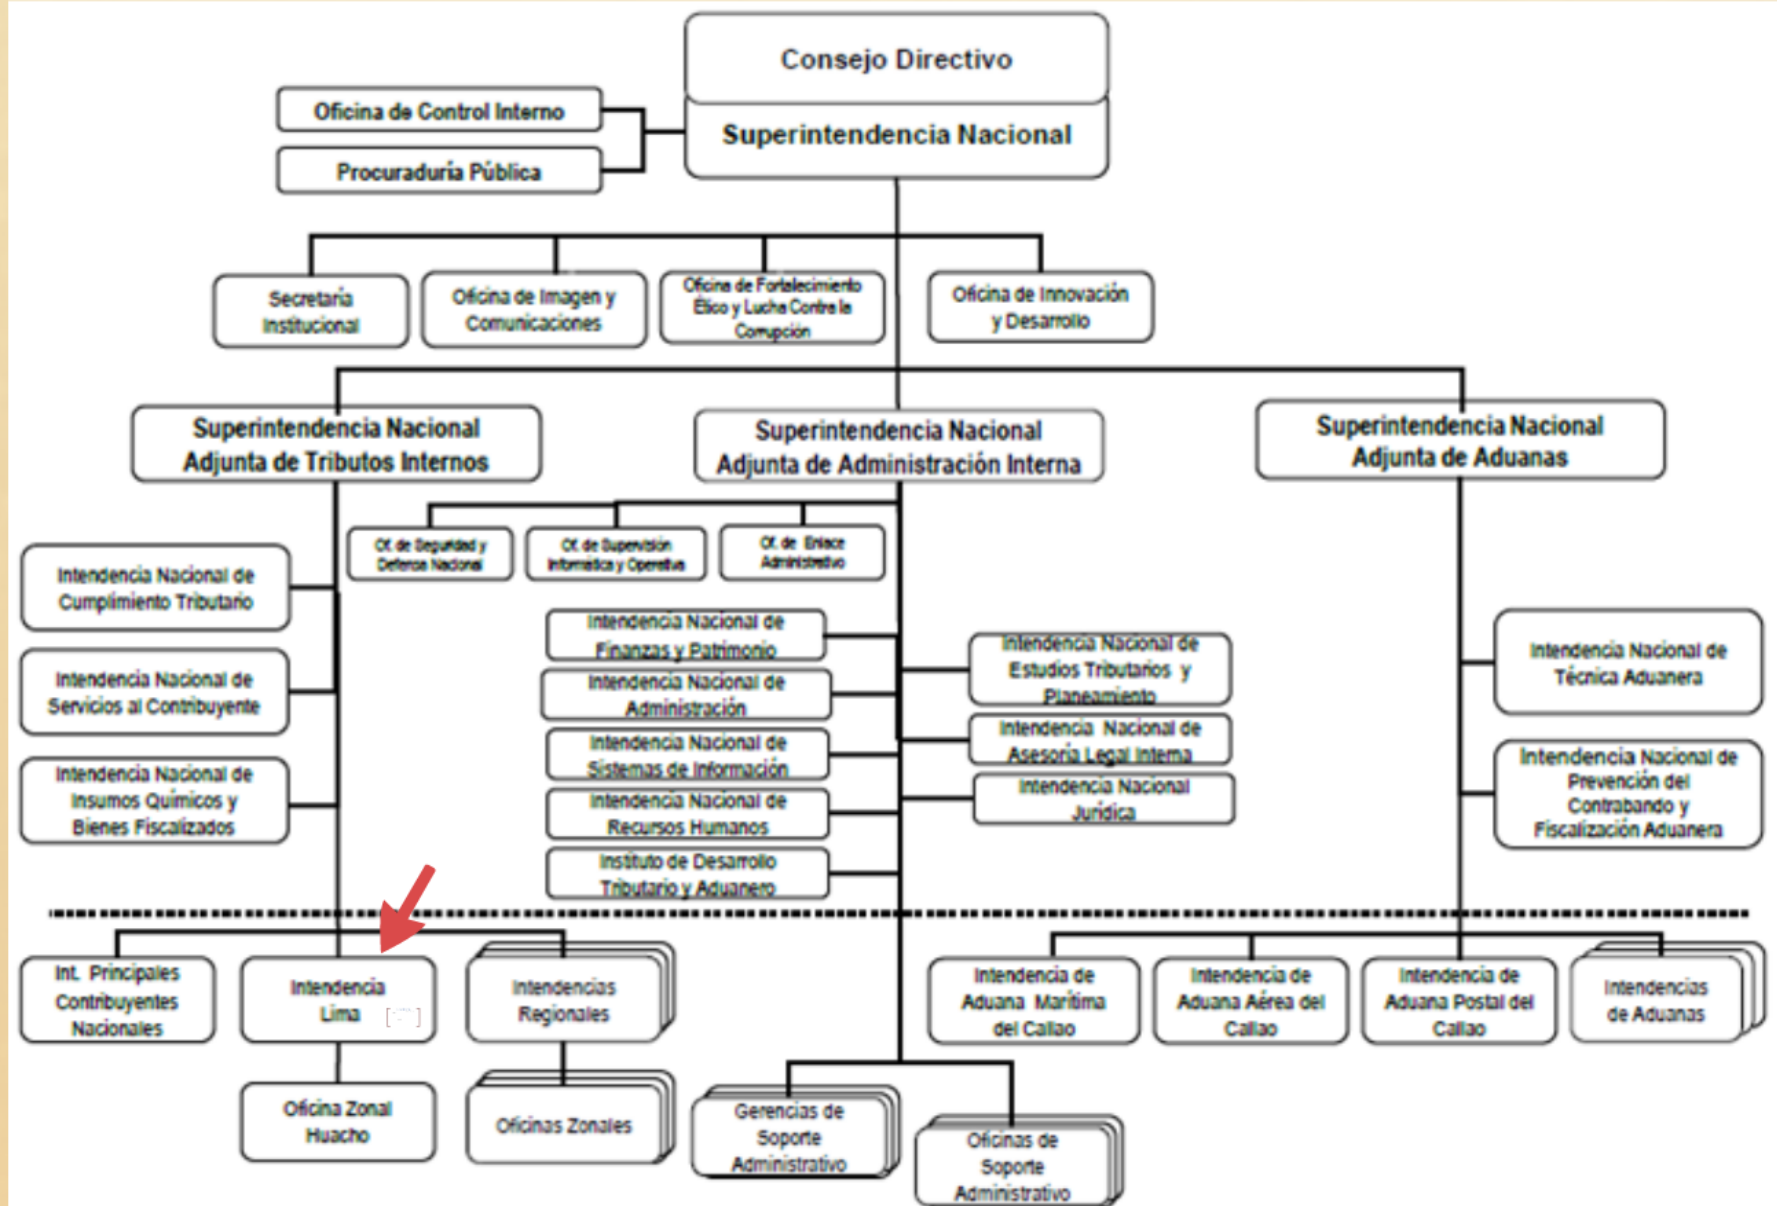 Consejo Directivo
Superintendencia Nacional
Oficina de Control Interno
Procuraduría Pública
Secretaría
Institucional
Oficina de Imagen y
Comunicaciones
Oficina de Fortalecimiento
Ético y Lucha Contra la
Corrupción
Oficina de Innovación
y Desarrollo
Superintendencia Nacional
Adjunta de Tributos Internos
Superintendencia Nacional
Adjunta de Administración Interna
Superintendencia Nacional
Adjunta de Aduanas
Of. de Seguridad y
Defensa Nacional
Of. de Supervisión
Informática y Operativa
Of. de Enlace
Administrativo
Intendencia Nacional de
Cumplimiento Tributario
Intendencia Nacional de
Servicios al Contribuyente
Intendencia Nacional de
Insumos Químicos y
Bienes Fiscalizados
Intendencia Nacional de
Finanzas y Patrimonio
Intendencia Nacional de
Administración
Intendencia Nacional de
Sistemas de Información
Intendencia Nacional de
Recursos Humanos
Instituto de Desarrollo
Tributario y Aduanero
Intendencia Nacional de
Estudios Tributarios y
Planeamiento
Intendencia Nacional de
Asesoría Legal Interna
Intendencia Nacional
Jurídica
Intendencia Nacional de
Técnica Aduanera
Intendencia Nacional de
Prevención del
Contrabando y
Fiscalización Aduanera
Int. Principales
Contribuyentes
Nacionales
Intendencia
Lima
Intendencias
Regionales
Intendencia de
Aduana Marítima
del Callao
Intendencia de
Aduana Aérea del
Callao
Intendencia de
Aduana Postal del
Callao
Intendencias
de Aduanas
Oficina Zonal
Huacho
Oficinas Zonales
Gerencias de
Soporte
Administrativo
Oficinas de
Soporte
Administrativo